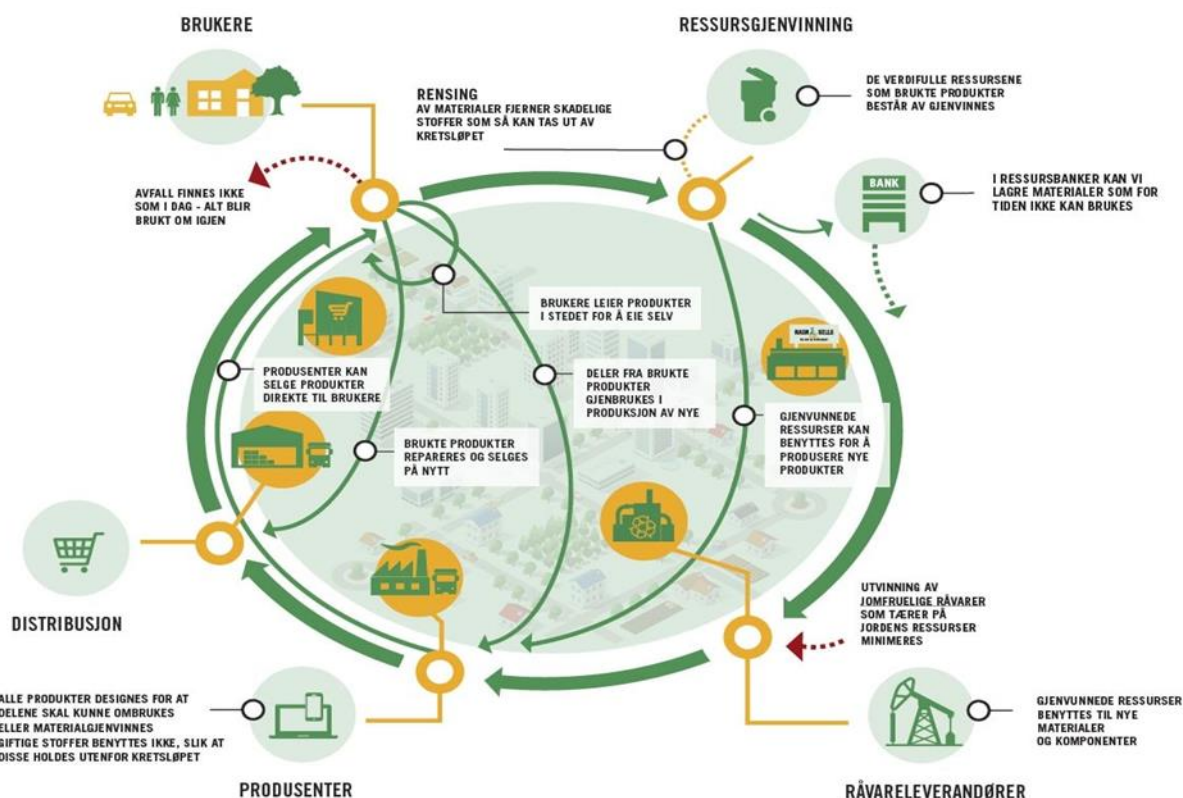 BRUKERE
RESSURSGJENVINNING
RENSING
AV MATERIALER FJERNER SKADELIGE
STOFFER SOM SÅ KAN TAS UT AV
KRETSLØPET
DE VERDIFULLE RESSURSENE
SOM BRUKTE PRODUKTER
BESTÅR AV GJENVINNES
AVFALL FINNES IKKE
SOM I DAG - ALT BLIR
BRUKT OM IGJEN
BANK
I RESSURSBANKER KAN VI
LAGRE MATERIALER SOM FOR
TIDEN IKKE KAN BRUKES
BRUKERE LEIER PRODUKTER
I STEDET FOR Å EIE SELV
PRODUSENTER KAN
SELGE PRODUKTER
DIREKTE TIL BRUKERE
DELER FRA BRUKTE
PRODUKTER
GJENBRUKES I
PRODUKSJON AV NYE
GJENVUNNEDE
RESSURSER KAN
BENYTTES FOR Å
PRODUSERE NYE
PRODUKTER
BRUKTE PRODUKTER
REPARERES OG SELGES
PÅ NYTT
DISTRIBUSJON
UTVINNING AV
JOMFRUELIGE RÅVARER
SOM TÆRER PÅ
JORDENS RESSURSER
MINIMERES
ALLE PRODUKTER DESIGNES FOR AT
DELENE SKAL KUNNE OMBRUKES
ELLER MATERIALGJENVINNES
GIFTIGE STOFFER BENYTTES IKKE, SLIK AT
DISSE HOLDES UTENFOR KRETSLØPET
PRODUSENTER
GJENVUNNEDE RESSURSER
BENYTTES TIL NYE
MATERIALER
OG KOMPONENTER
RÅVARELEVERANDØRER